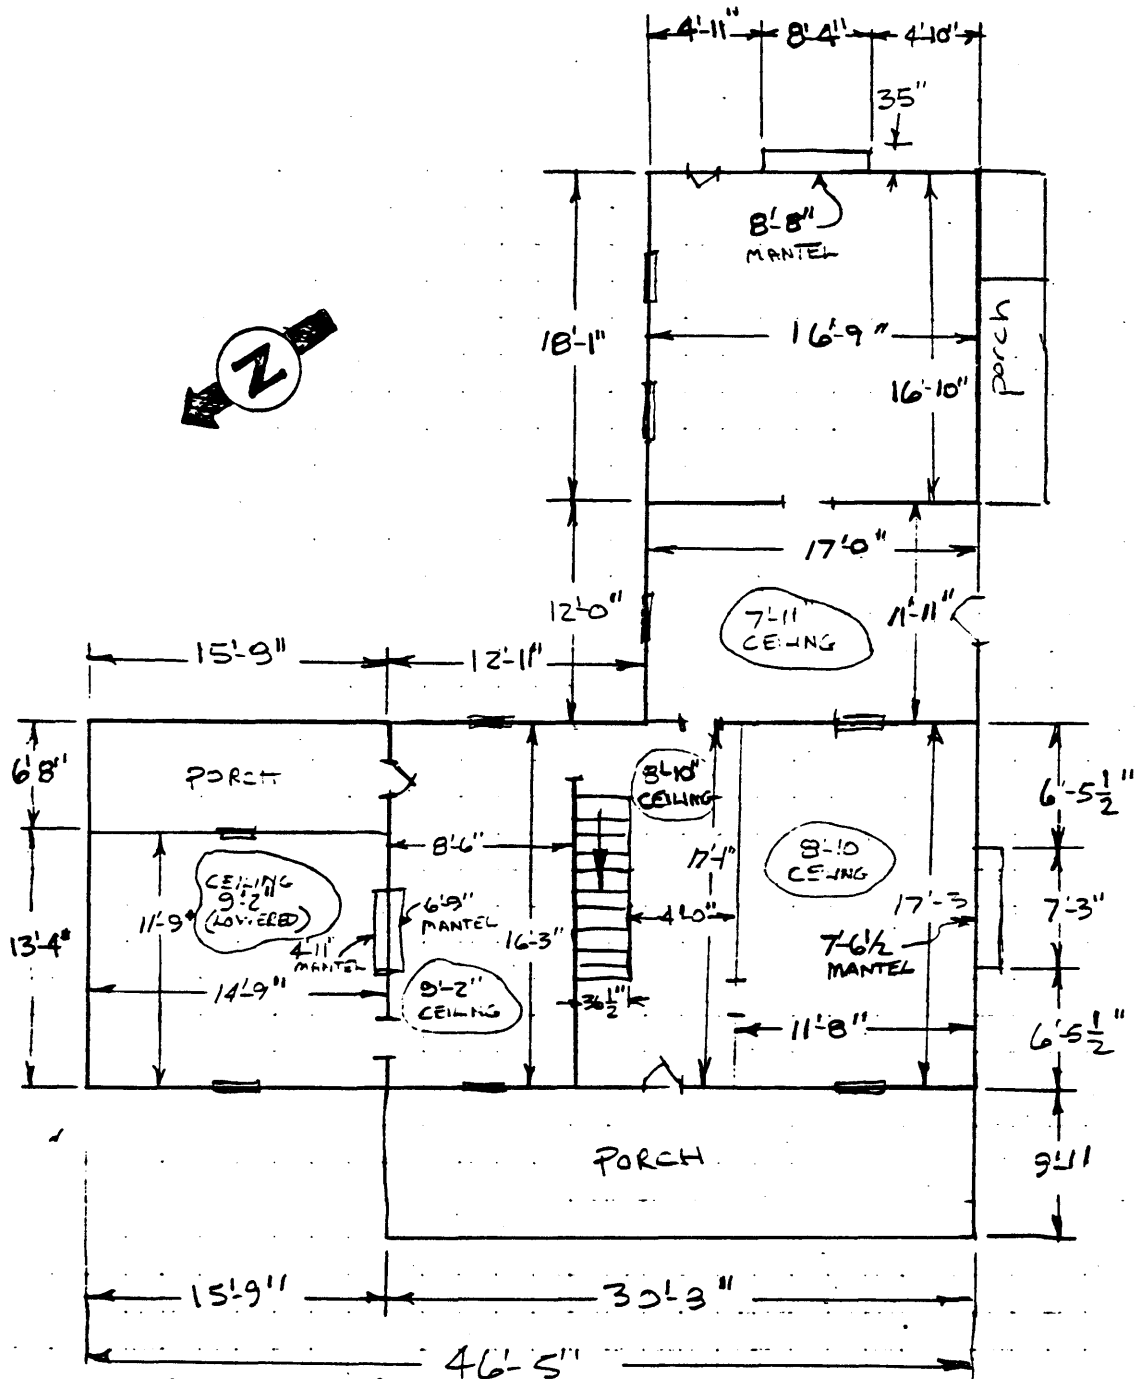 4'-11" 8'-4" 4'-10"
35"
8'-8"
MANTEL
18'-1"
16'-9"
16'-10"
porch
N
17'-0"
12'-0"
7'-11"
CEILING
11'-11"
15'-9" 12'-1"
6'8"
PORCH
8'-10"
CEILING
6'-5 1/2"
8'-6"
17'-1"
8'-10
CEILING
CEILING
9'-2"
(LOWERED)
11'-9"
6'-9"
MANTEL
4'-0"
17'-3
7'-3"
13'-4"
4'-11"
MANTEL
16'-3"
7'-6 1/2
MANTEL
14'-9"
9'-2"
CEILING
36 1/2"
11'-8"
6'-5 1/2"
PORCH
9'-11
15'-9"
46'-5"